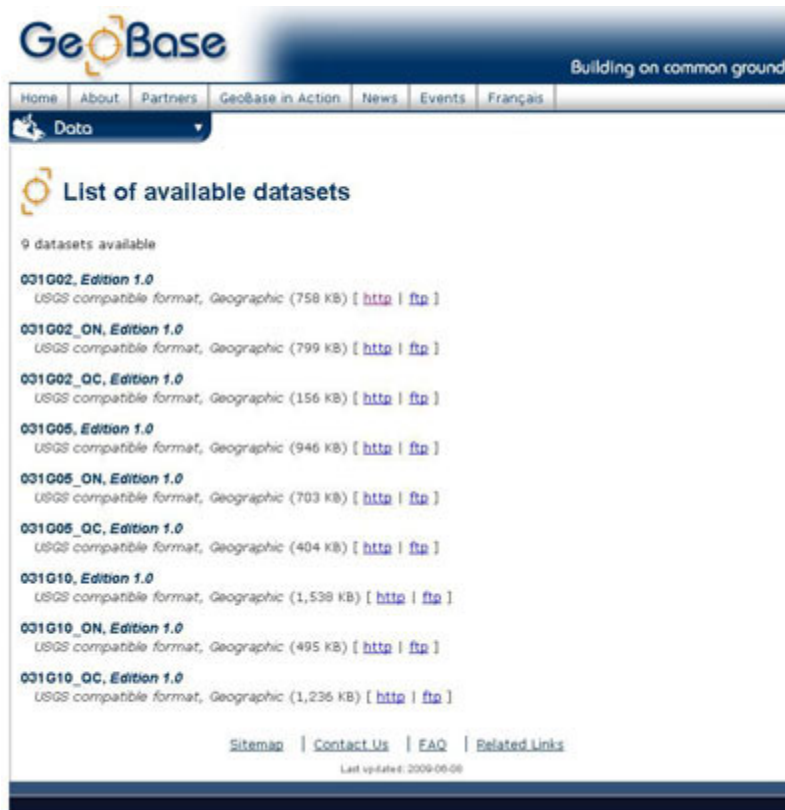 GeoBase
Building on common ground
Home About Partners GeoBase in Action News Events Français
Data
List of available datasets
9 datasets available
031G02, Edition 1.0
USGS compatible format, Geographic (758 KB) [ http | ftp ]
031G02_ON, Edition 1.0
USGS compatible format, Geographic (799 KB) [ http | ftp ]
031G02_QC, Edition 1.0
USGS compatible format, Geographic (156 KB) [ http | ftp ]
031G05, Edition 1.0
USGS compatible format, Geographic (946 KB) [ http | ftp ]
031G05_ON, Edition 1.0
USGS compatible format, Geographic (703 KB) [ http | ftp ]
031G05_QC, Edition 1.0
USGS compatible format, Geographic (404 KB) [ http | ftp ]
031G10, Edition 1.0
USGS compatible format, Geographic (1,538 KB) [ http | ftp ]
031G10_ON, Edition 1.0
USGS compatible format, Geographic (495 KB) [ http | ftp ]
031G10_QC, Edition 1.0
USGS compatible format, Geographic (1,236 KB) [ http | ftp ]
Sitemap | Contact Us | FAQ | Related Links
Last updated: 2009-06-08